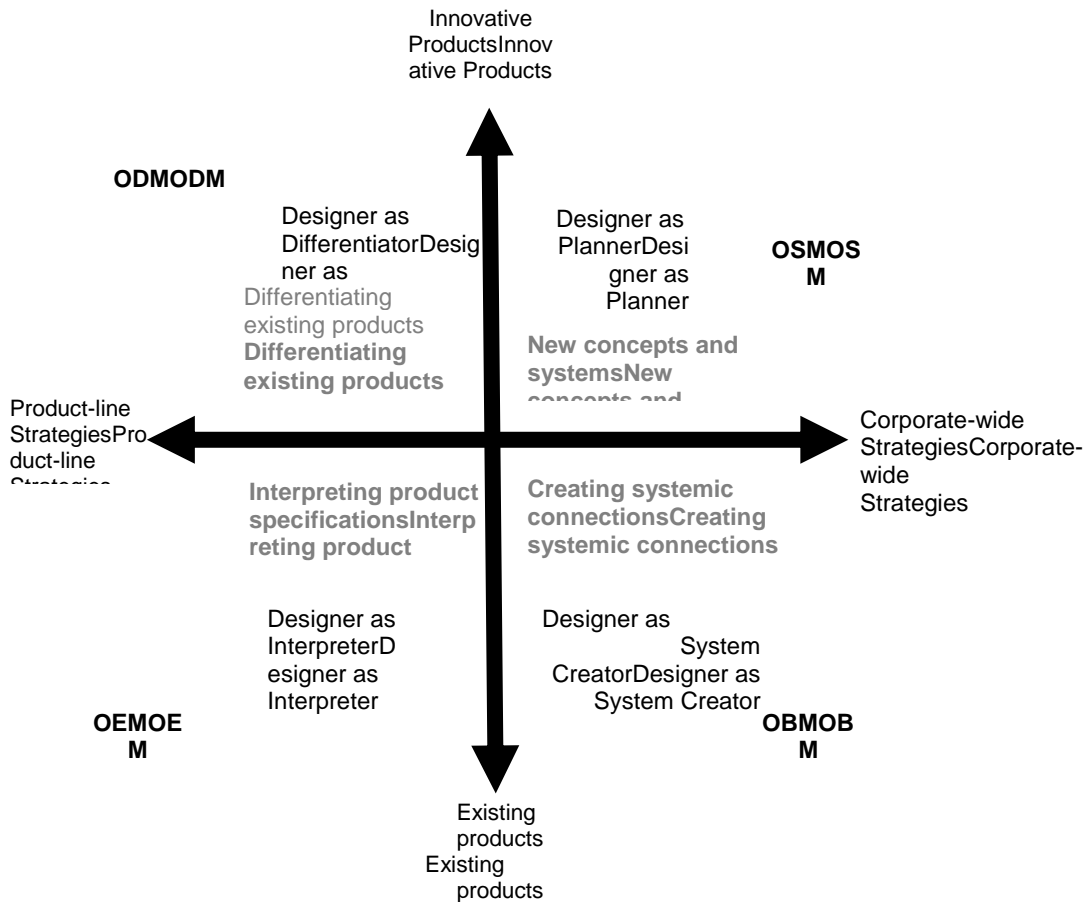 Innovative
ProductsInnov
ative Products
ODMODM
Designer as
DifferentiatorDesig
ner as
Differentiating
existing products
Differentiating
existing products
Designer as
PlannerDesi
gner as
Planner
OSMOS
M
New concepts and
systemsNew
concepts and
Product-line
StrategiesPro
duct-line
Strategies
Corporate-wide
StrategiesCorporate-
wide
Strategies
Interpreting product
specificationsInterp
reting product
Creating systemic
connectionsCreating
systemic connections
Designer as
InterpreterD
esigner as
Interpreter
Designer as
System
CreatorDesigner as
System Creator
OEMOE
M
OBMOB
M
Existing
products
Existing
products